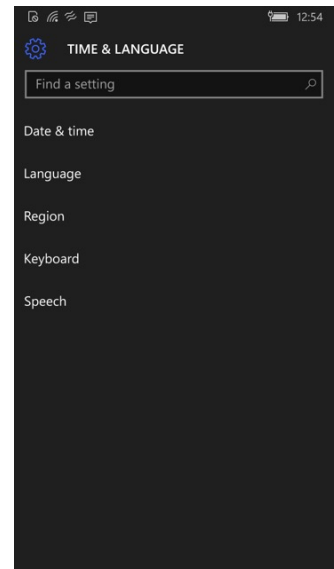 12:54
TIME & LANGUAGE
Find a setting
Date & time
Language
Region
Keyboard
Speech